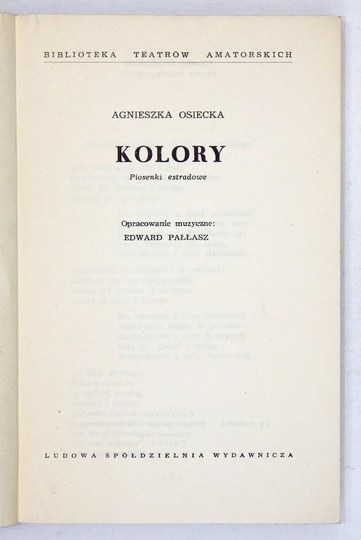 BIBLIOTEKA TEATRÓW AMATORSKICH
AGNIESZKA OSIECKA
KOLORY
Piosenki estradowe
Opracowanie muzyczne:
EDWARD PAŁŁASZ
LUDOWA SPÓŁDZIELNIA WYDAWNICZA